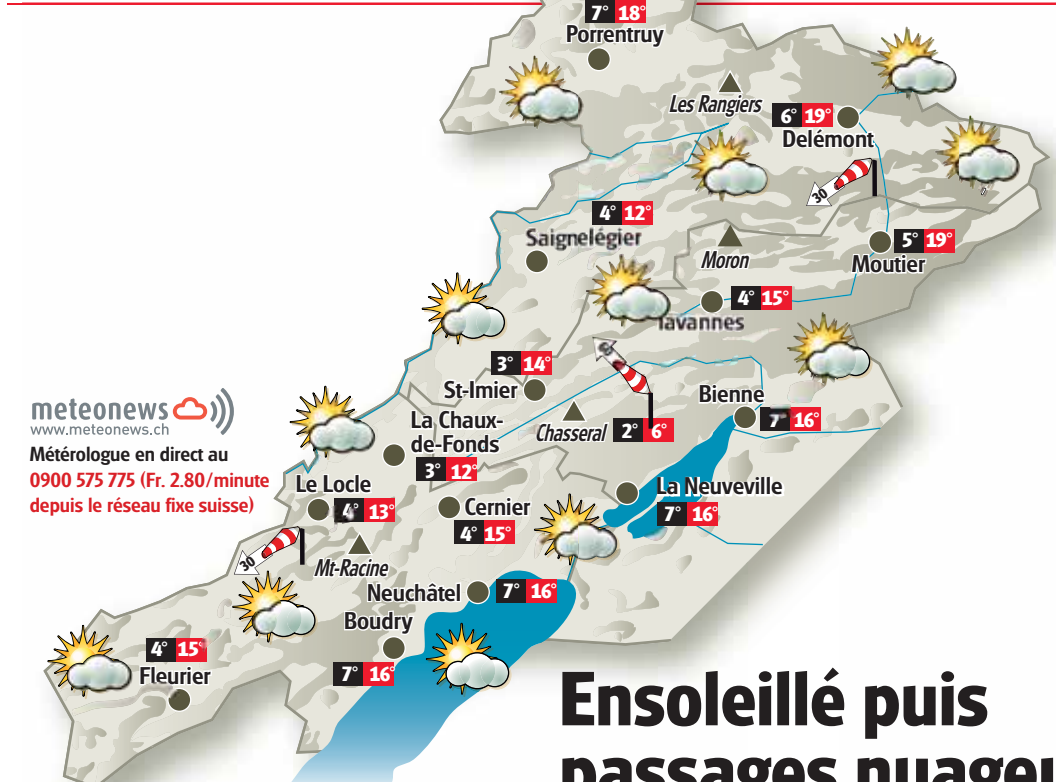 7° 18°
Porrentruy
Les Rangiers
6° 19°
Delémont
30
4° 12°
Saignelégier
Moron
5° 19°
Moutier
4° 15°
Tavannes
3° 14°
St-Imier
Bienne
7° 16°
meteonews
www.meteonews.ch
Métérologue en direct au
0900 575 775 (Fr. 2.80/minute
depuis le réseau fixe suisse)
La Chaux-
de-Fonds
3° 12°
Chasseral 2° 6°
Le Locle
4° 13°
Cernier
4° 15°
La Neuveville
7° 16°
30
Mt-Racine
Neuchâtel 7° 16°
Boudry
7° 16°
4° 15°
Fleurier
Ensoleillé puis
passages nuageu